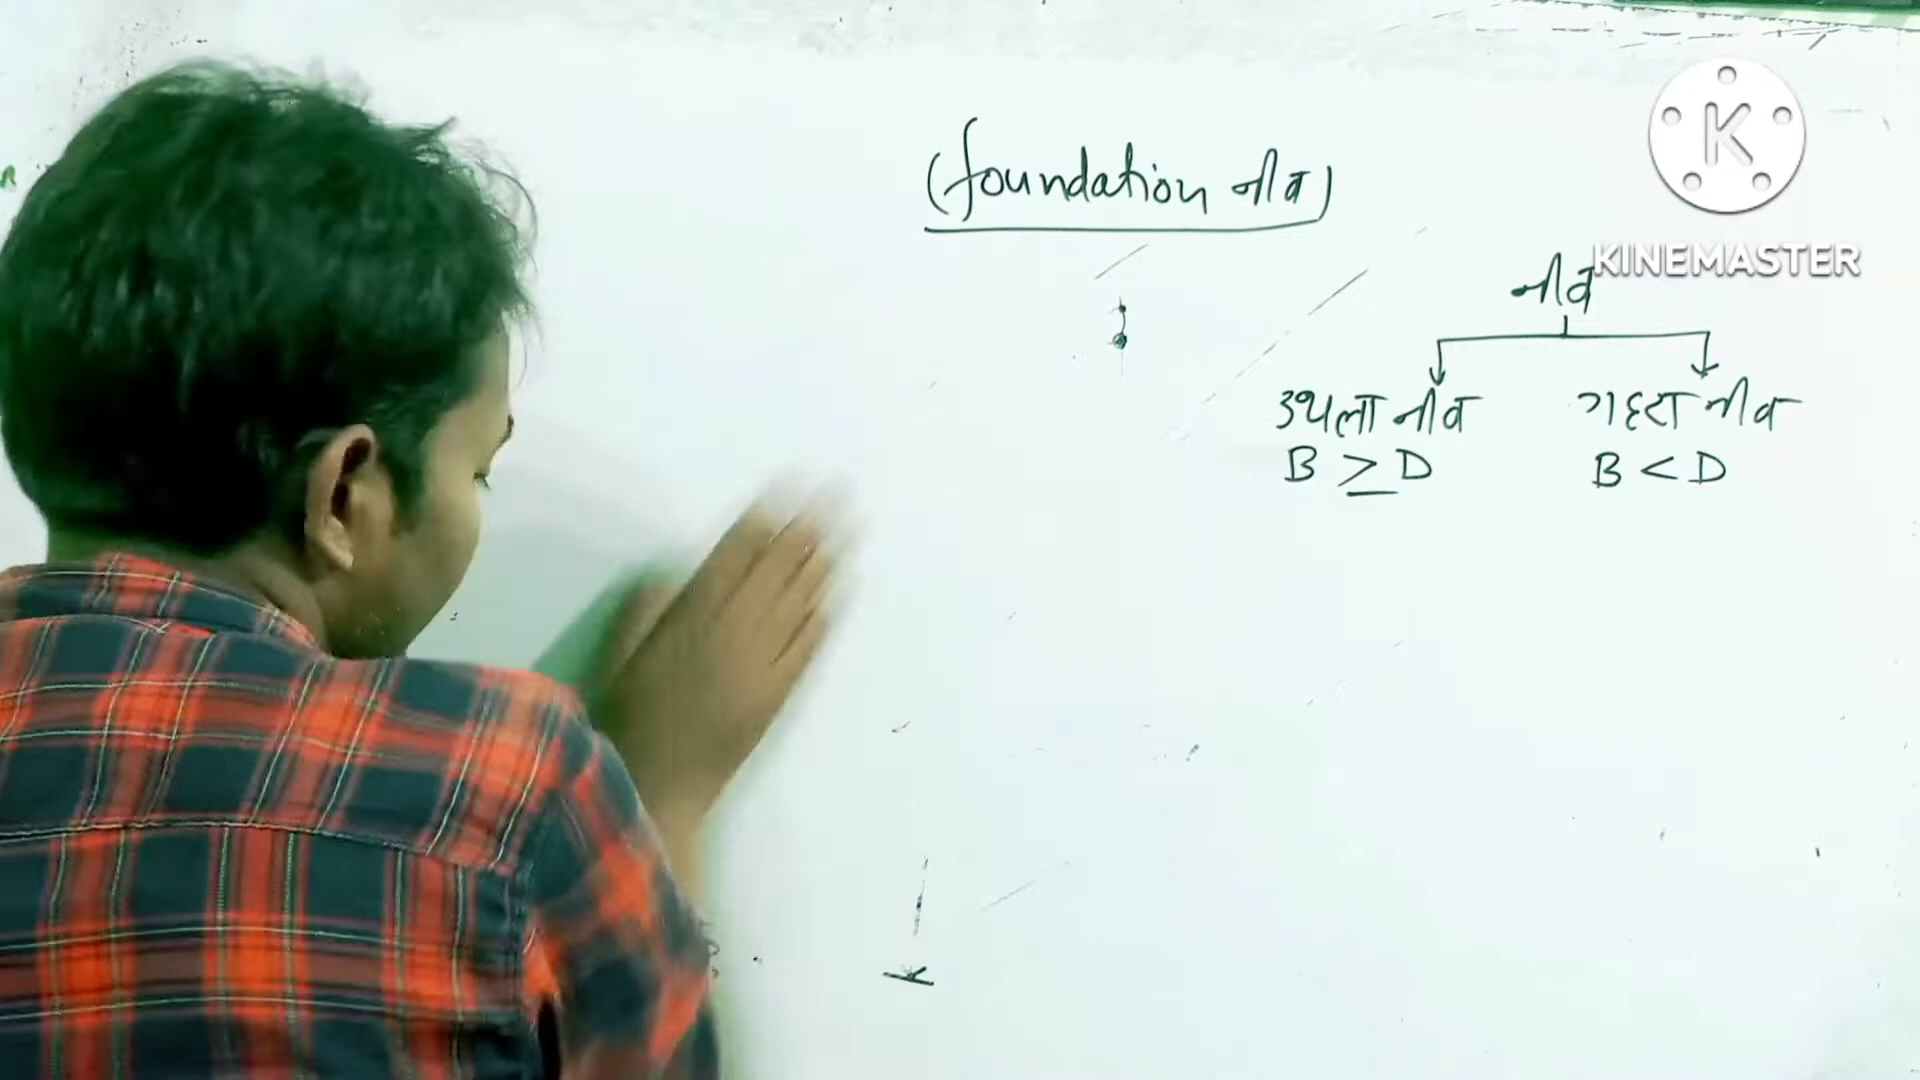 (foundation नीव)
K
KINEMASTER
नीव
उथला नीव
गहरा नीव
B ≥ D
B < D